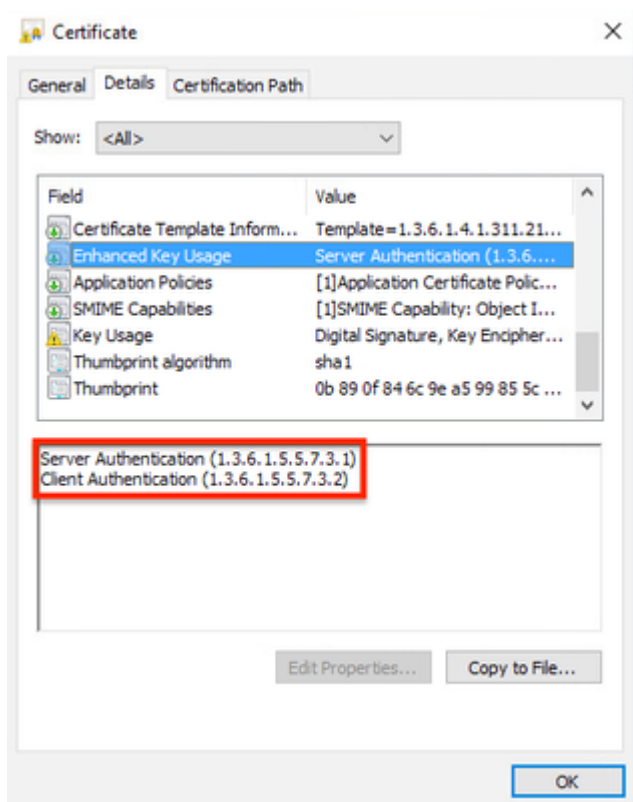 Certificate
General Details Certification Path
Show: <All>
Field Value
Certificate Template Inform... Template=1.3.6.1.4.1.311.21...
Enhanced Key Usage Server Authentication (1.3.6....
Application Policies [1]Application Certificate Polic...
SMIME Capabilities [1]SMIME Capability: Object I...
Key Usage Digital Signature, Key Encipher...
Thumbprint algorithm sha1
Thumbprint 0b 89 0f 84 6c 9e a5 99 85 5c ...
Server Authentication (1.3.6.1.5.5.7.3.1)
Client Authentication (1.3.6.1.5.5.7.3.2)
Edit Properties... Copy to File...
OK